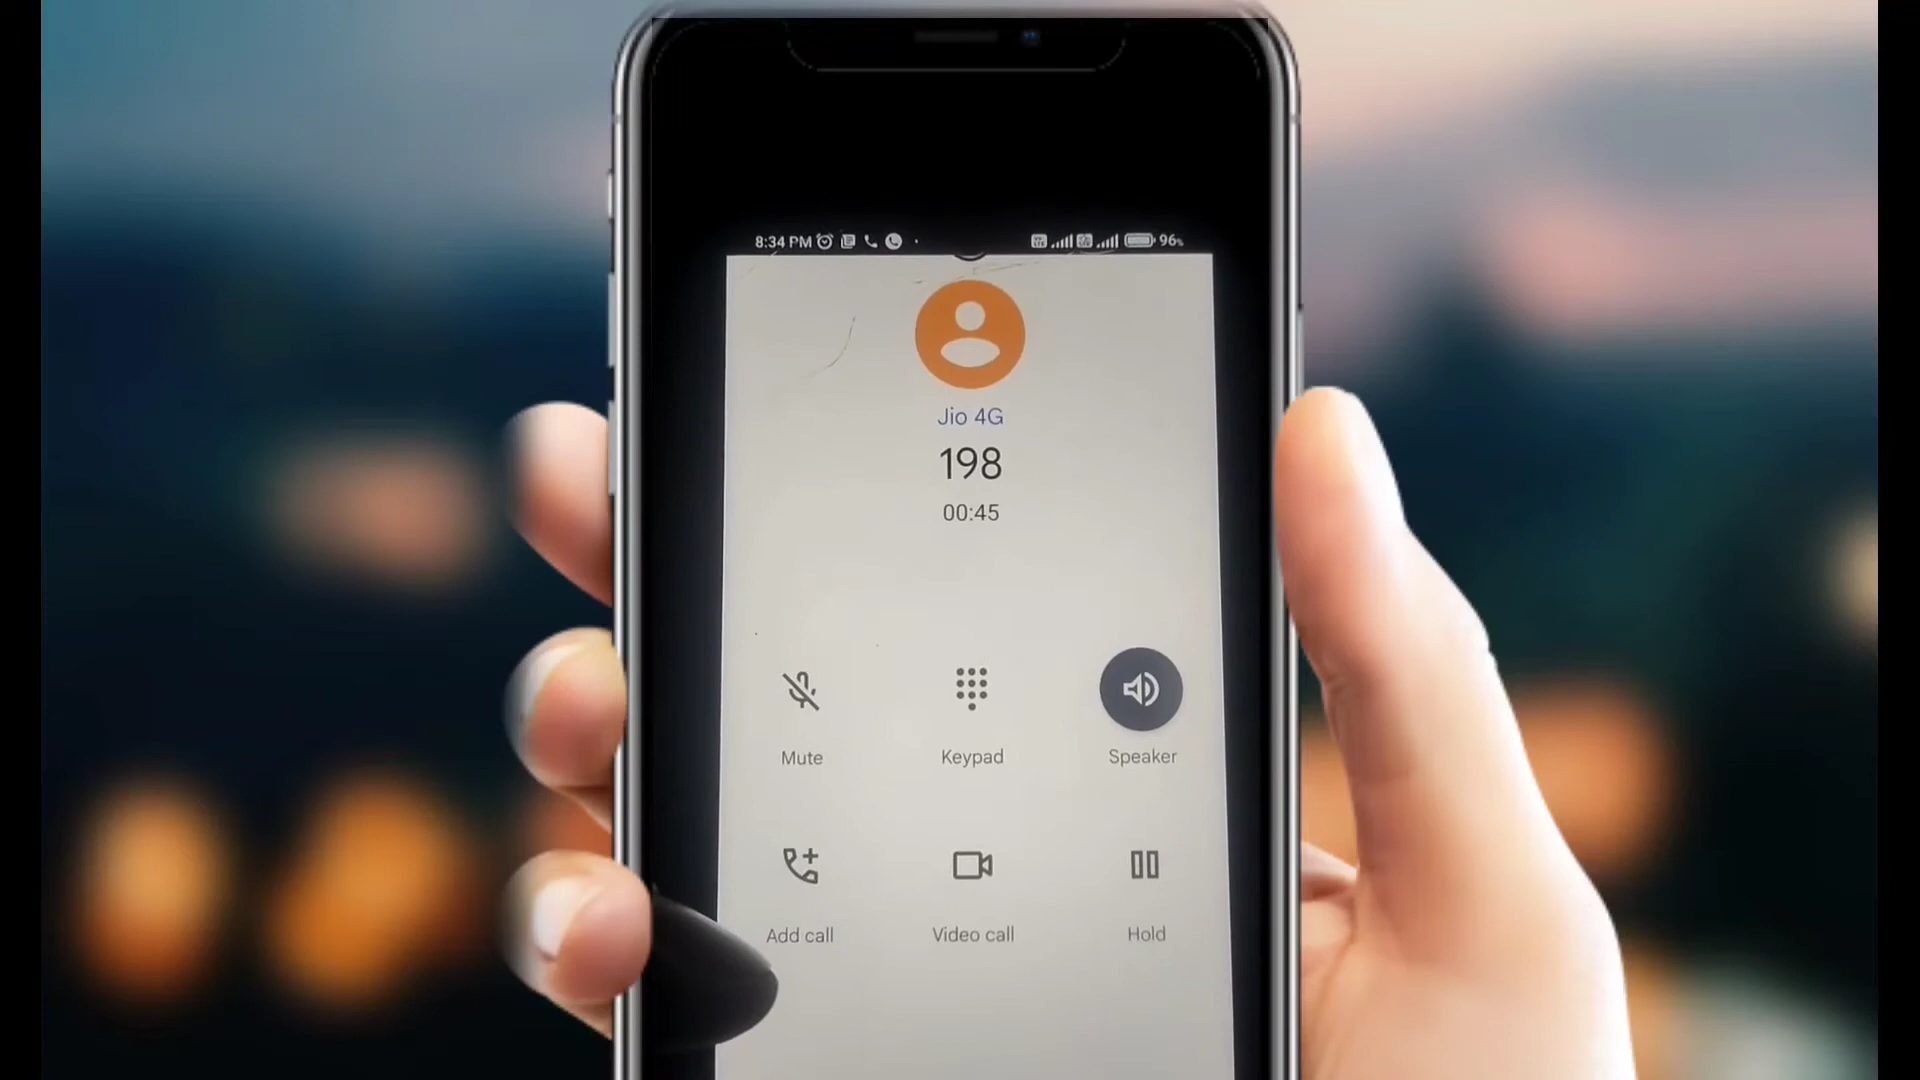 8:34 PM
96%
Jio 4G
198
00:45
Mute
Keypad
Speaker
Add call
Video call
Hold